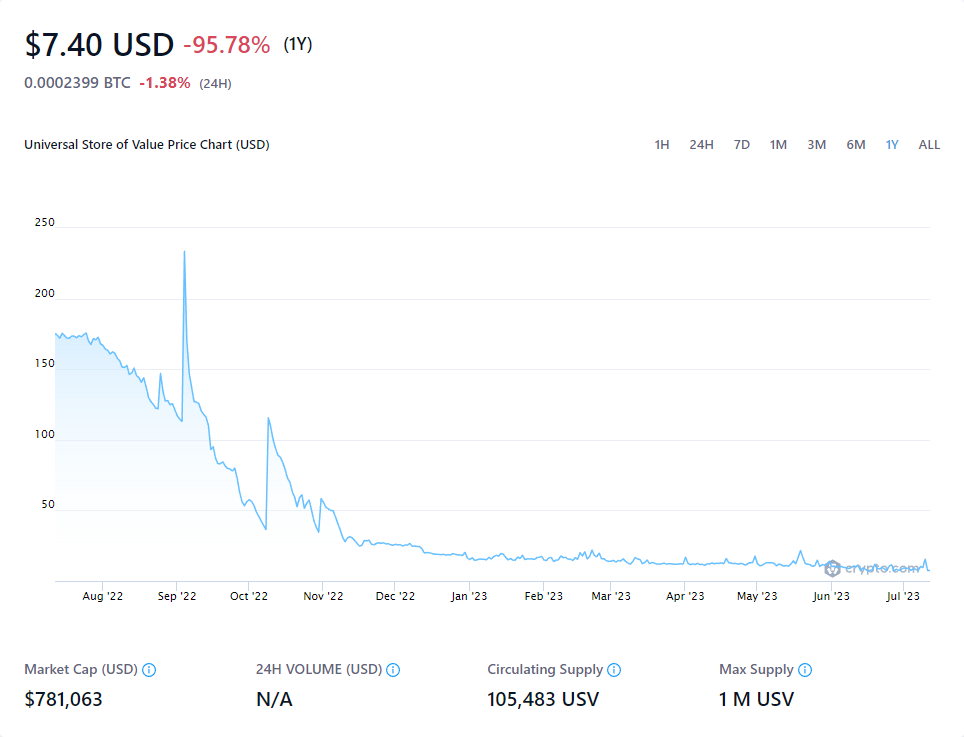 $7.40 USD -95.78% (1Y)
0.0002399 BTC -1.38% (24H)
Universal Store of Value Price Chart (USD) 1H 24H 7D 1M 3M 6M 1Y ALL
250
200
150
100
50
crypto.com
Aug '22 Sep '22 Oct '22 Nov '22 Dec '22 Jan '23 Feb '23 Mar '23 Apr '23 May '23 Jun '23 Jul '23
Market Cap (USD) 24H VOLUME (USD) Circulating Supply Max Supply
$781,063 N/A 105,483 USV 1 M USV